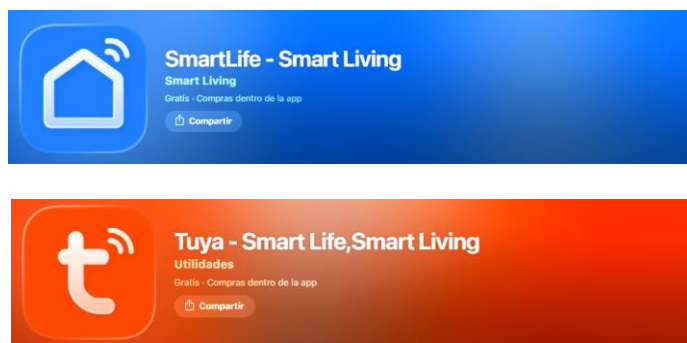 SmartLife - Smart Living
Smart Living
Gratis · Compras dentro de la app
Compartir
t
Tuya - Smart Life,Smart Living
Utilidades
Gratis · Compras dentro de la app
Compartir